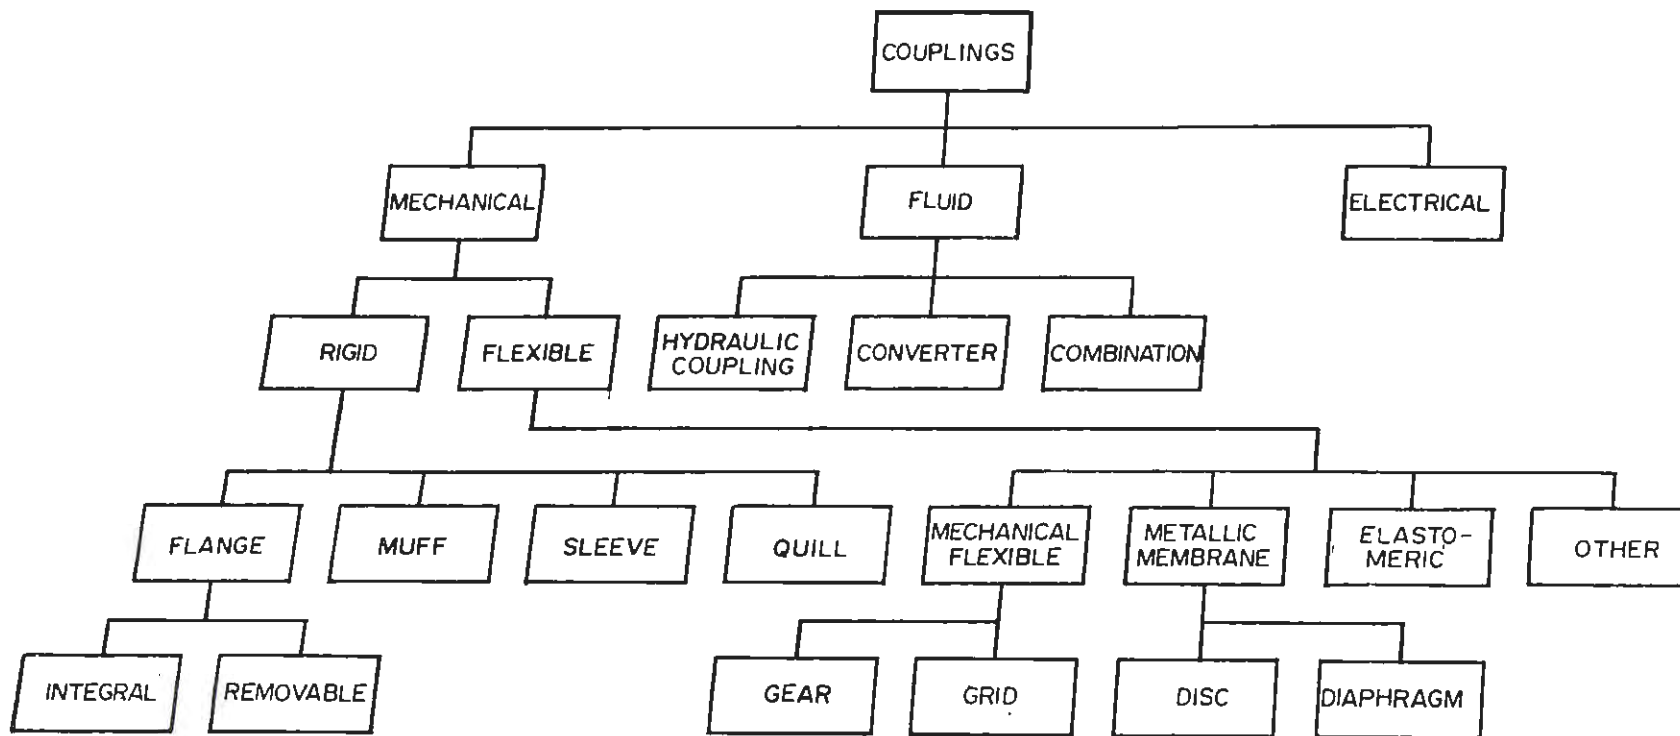 COUPLINGS
MECHANICAL
FLUID
ELECTRICAL
RIGID
FLEXIBLE
HYDRAULIC
COUPLING
CONVERTER
COMBINATION
FLANGE
MUFF
SLEEVE
QUILL
MECHANICAL
FLEXIBLE
METALLIC
MEMBRANE
ELASTO-
MERIC
OTHER
INTEGRAL
REMOVABLE
GEAR
GRID
DISC
DIAPHRAGM